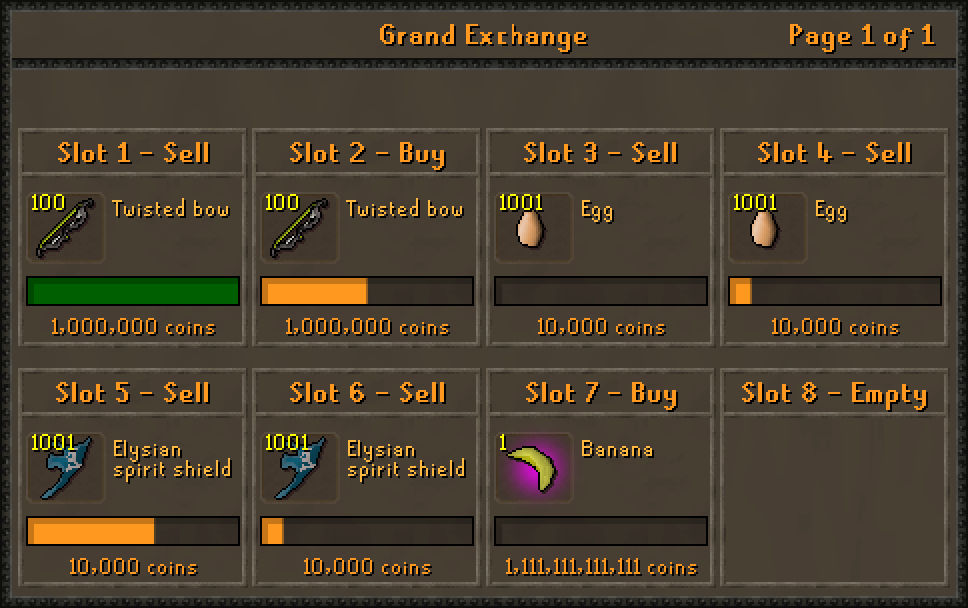 Grand Exchange
Page 1 of 1
Slot 1 - Sell
100
Twisted bow
1,000,000 coins
Slot 2 - Buy
100
Twisted bow
1,000,000 coins
Slot 3 - Sell
1001
Egg
10,000 coins
Slot 4 - Sell
1001
Egg
10,000 coins
Slot 5 - Sell
1001
Elysian
spirit shield
10,000 coins
Slot 6 - Sell
1001
Elysian
spirit shield
10,000 coins
Slot 7 - Buy
1
Banana
1,111,111,111,111 coins
Slot 8 - Empty